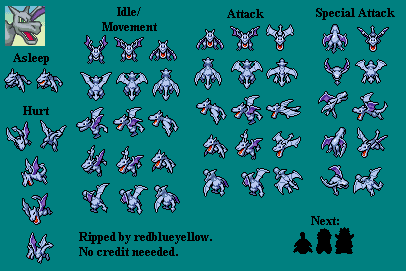 Idle/
Movement
Attack
Special Attack
Asleep
Hurt
Next:
Ripped by redblueyellow.
No credit neeeded.